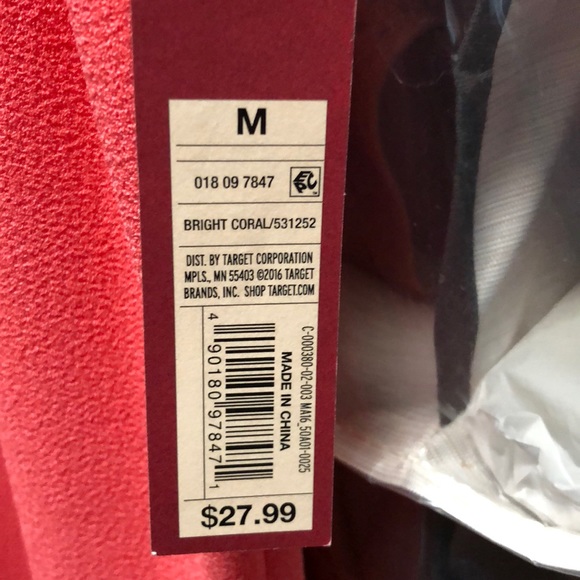 M
018 09 7847
BRIGHT CORAL/531252
DIST. BY TARGET CORPORATION
MPLS., MN 55403 ©2016 TARGET
BRANDS, INC. SHOP TARGET.COM
4 90180 97847 1
MADE IN CHINA
C-000380-02-003 MA16_50A01-0025
$27.99